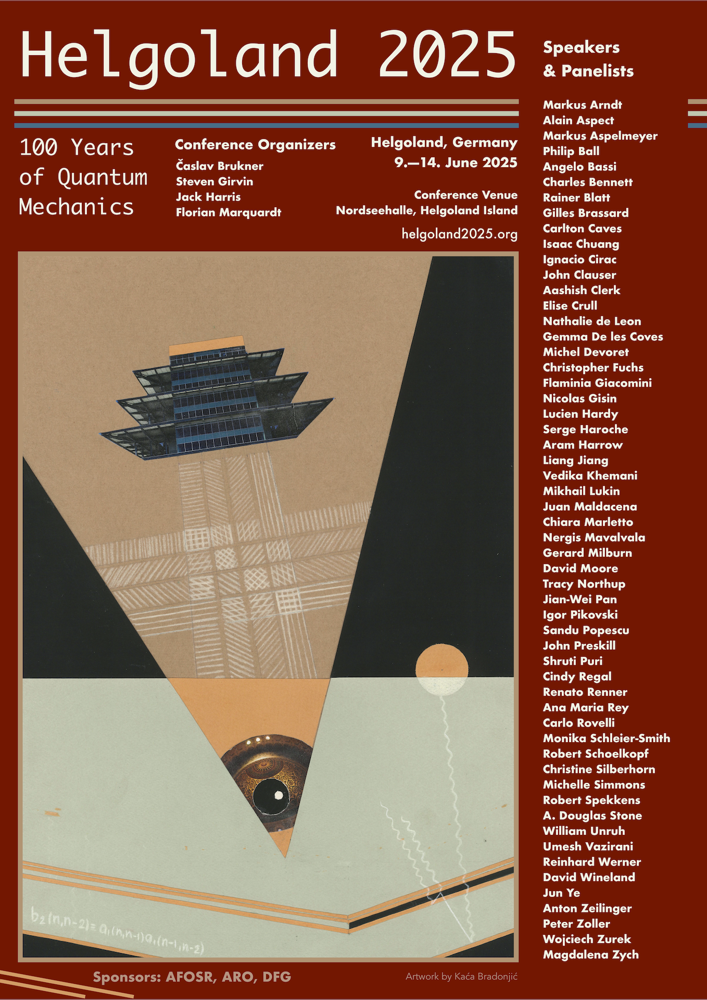 Helgoland 2025
100 Years
of Quantum
Mechanics
Conference Organizers
Časlav Brukner
Steven Girvin
Jack Harris
Florian Marquardt
Helgoland, Germany
9.—14. June 2025
Conference Venue
Nordseehalle, Helgoland Island
helgoland2025.org
Speakers
& Panelists
Markus Arndt
Alain Aspect
Markus Aspelmeyer
Philip Ball
Angelo Bassi
Charles Bennett
Rainer Blatt
Gilles Brassard
Carlton Caves
Isaac Chuang
Ignacio Cirac
John Clauser
Aashish Clerk
Elise Crull
Nathalie de Leon
Gemma De les Coves
Michel Devoret
Christopher Fuchs
Flaminia Giacomini
Nicolas Gisin
Lucien Hardy
Serge Haroche
Aram Harrow
Liang Jiang
Vedika Khemani
Mikhail Lukin
Juan Maldacena
Chiara Marletto
Nergis Mavalvala
Gerard Milburn
David Moore
Tracy Northup
Jian-Wei Pan
Igor Pikovski
Sandu Popescu
John Preskill
Shruti Puri
Cindy Regal
Renato Renner
Ana Maria Rey
Carlo Rovelli
Monika Schleier-Smith
Robert Schoelkopf
Christine Silberhorn
Michelle Simmons
Robert Spekkens
A. Douglas Stone
William Unruh
Umesh Vazirani
Reinhard Werner
David Wineland
Jun Ye
Anton Zeilinger
Peter Zoller
Wojciech Zurek
Magdalena Zych
b₂(n,n-2)= a₁(n,n-1)a₁(n-1,n-2)
Sponsors: AFOSR, ARO, DFG
Artwork by Kaća Bradonjić